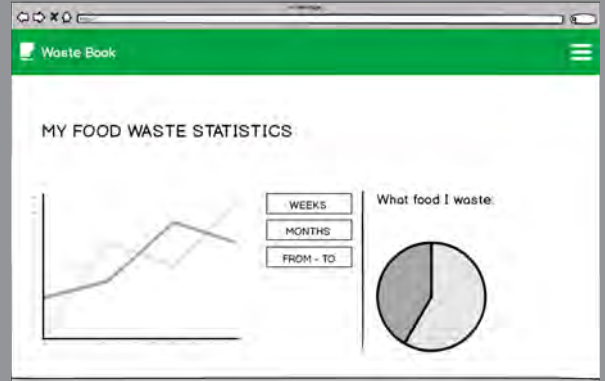 Waste Book
MY FOOD WASTE STATISTICS
WEEKS
MONTHS
FROM - TO
What food I waste: